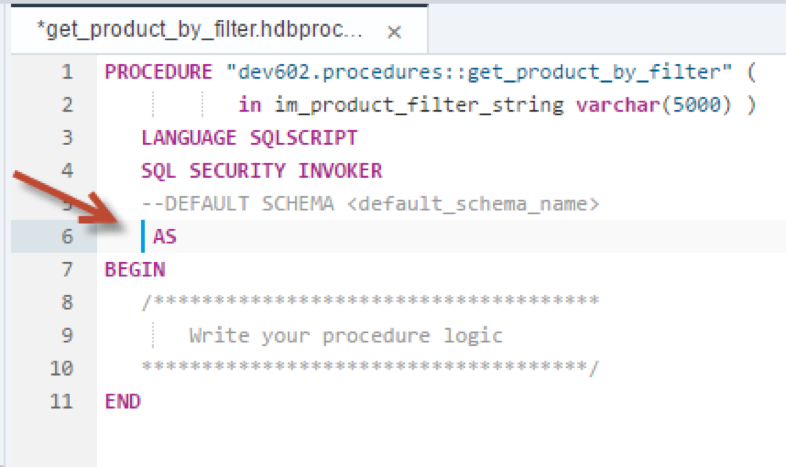 *get_product_by_filter.hdbproc... ×
1 PROCEDURE "dev602.procedures::get_product_by_filter" (
2 in im_product_filter_string varchar(5000) )
3 LANGUAGE SQLSCRIPT
4 SQL SECURITY INVOKER
5 --DEFAULT SCHEMA <default_schema_name>
6 AS
7 BEGIN
8 /*************************************
9 Write your procedure logic
10 *************************************/
11 END